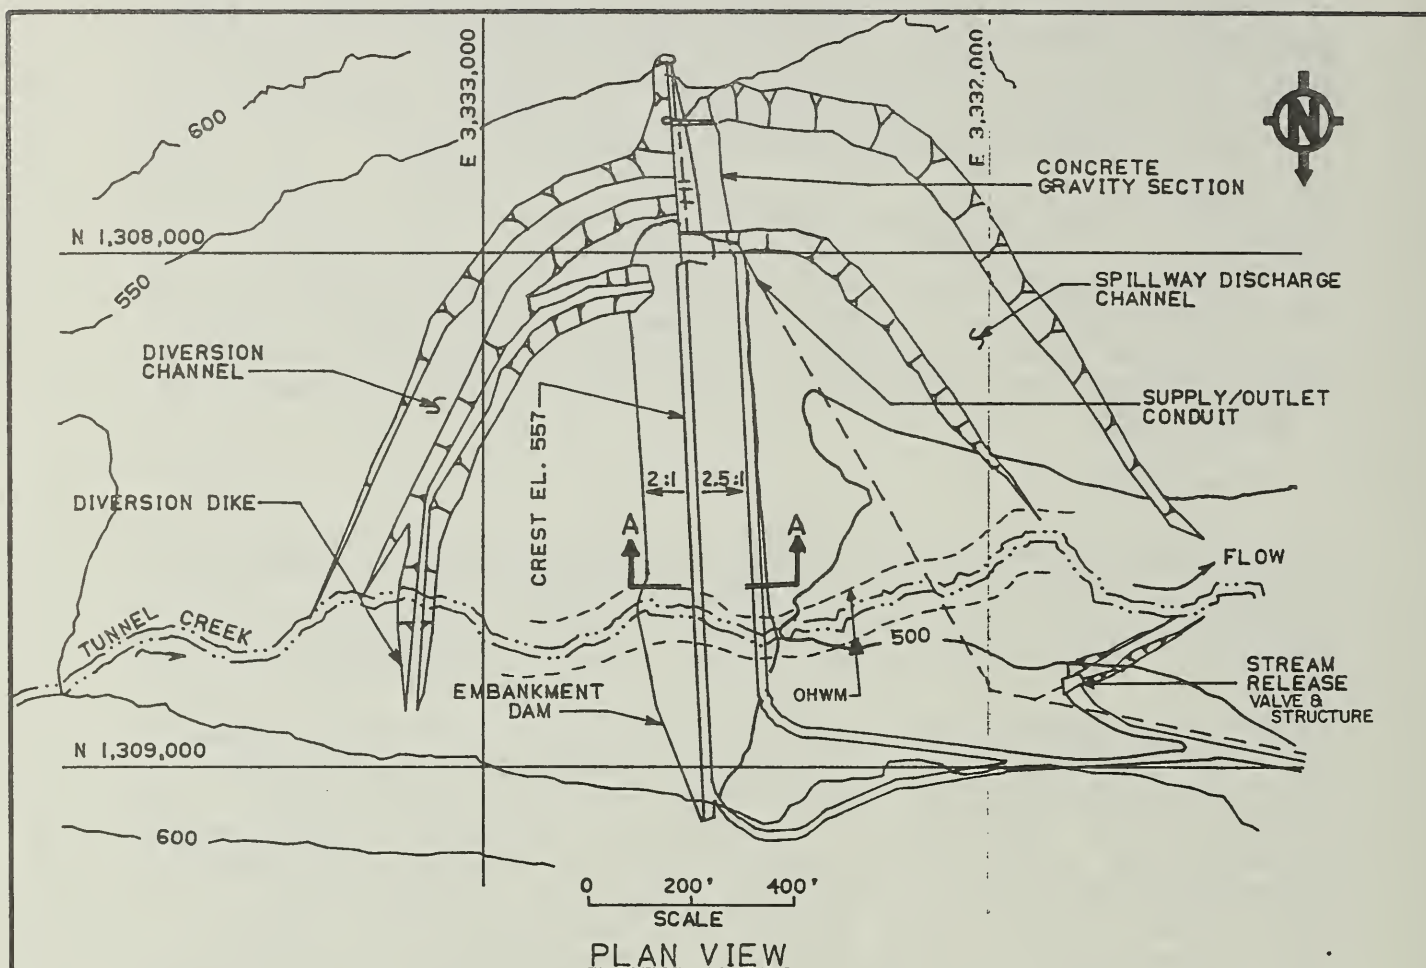 E 3,333,000
E 3,332,000
N
600
CONCRETE
GRAVITY SECTION
N 1,308,000
550
SPILLWAY DISCHARGE
CHANNEL
DIVERSION
CHANNEL
SUPPLY/OUTLET
CONDUIT
CREST EL. 557
2:1
2.5:1
DIVERSION DIKE
A
A
FLOW
TUNNEL CREEK
500
OHWM
STREAM
RELEASE
VALVE &
STRUCTURE
EMBANKMENT
DAM
N 1,309,000
600
0 200' 400'
SCALE
PLAN VIEW